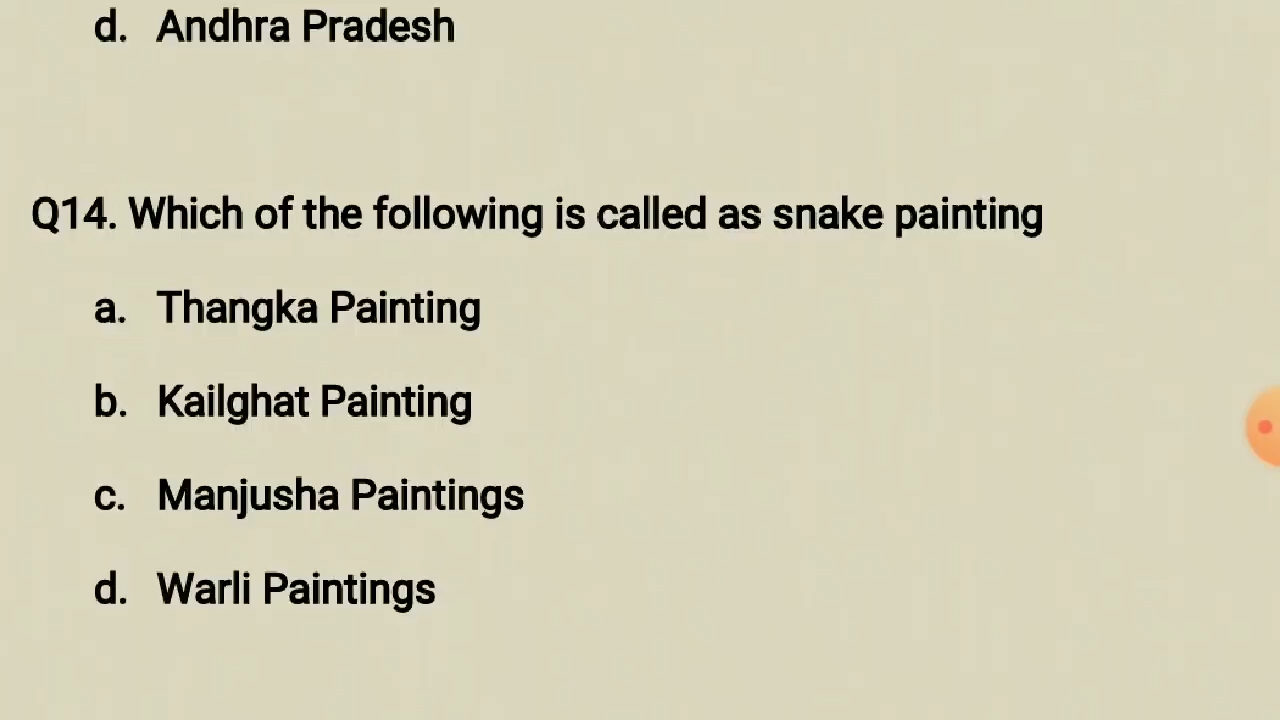 d. Andhra Pradesh
Q14. Which of the following is called as snake painting
a. Thangka Painting
b. Kailghat Painting
c. Manjusha Paintings
d. Warli Paintings